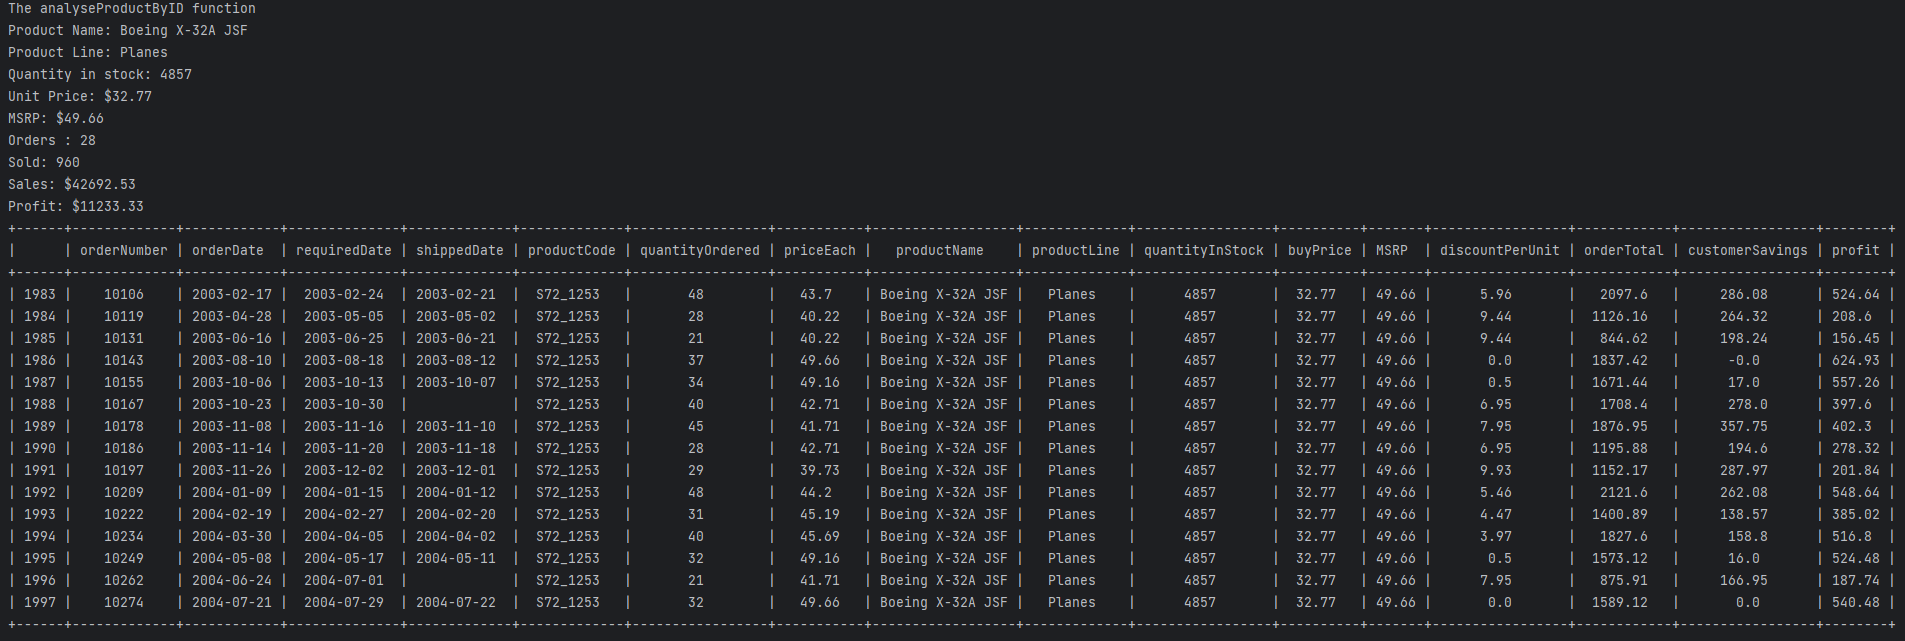 The analyseProductByID function
Product Name: Boeing X-32A JSF
Product Line: Planes
Quantity in stock: 4857
Unit Price: $32.77
MSRP: $49.66
Orders : 28
Sold: 960
Sales: $42692.53
Profit: $11233.33
+------+-------------+------------+--------------+-------------+-------------+-----------------+-----------+------------------+-------------+-----------------+----------+-------+-----------------+------------+-----------------+--------+
|      | orderNumber | orderDate | requiredDate | shippedDate | productCode | quantityOrdered | priceEach |   productName    | productLine | quantityInStock | buyPrice | MSRP  | discountPerUnit | orderTotal | customerSavings | profit |
+------+-------------+------------+--------------+-------------+-------------+-----------------+-----------+------------------+-------------+-----------------+----------+-------+-----------------+------------+-----------------+--------+
| 1983 | 10106 | 2003-02-17 | 2003-02-24 | 2003-02-21 | S72_1253 | 48 | 43.7 | Boeing X-32A JSF | Planes | 4857 | 32.77 | 49.66 | 5.96 | 2097.6 | 286.08 | 524.64 |
| 1984 | 10119 | 2003-04-28 | 2003-05-05 | 2003-05-02 | S72_1253 | 28 | 40.22 | Boeing X-32A JSF | Planes | 4857 | 32.77 | 49.66 | 9.44 | 1126.16 | 264.32 | 208.6 |
| 1985 | 10131 | 2003-06-16 | 2003-06-25 | 2003-06-21 | S72_1253 | 21 | 40.22 | Boeing X-32A JSF | Planes | 4857 | 32.77 | 49.66 | 9.44 | 844.62 | 198.24 | 156.45 |
| 1986 | 10143 | 2003-08-10 | 2003-08-18 | 2003-08-12 | S72_1253 | 37 | 49.66 | Boeing X-32A JSF | Planes | 4857 | 32.77 | 49.66 | 0.0 | 1837.42 | -0.0 | 624.93 |
| 1987 | 10155 | 2003-10-06 | 2003-10-13 | 2003-10-07 | S72_1253 | 34 | 49.16 | Boeing X-32A JSF | Planes | 4857 | 32.77 | 49.66 | 0.5 | 1671.44 | 17.0 | 557.26 |
| 1988 | 10167 | 2003-10-23 | 2003-10-30 | | S72_1253 | 40 | 42.71 | Boeing X-32A JSF | Planes | 4857 | 32.77 | 49.66 | 6.95 | 1708.4 | 278.0 | 397.6 |
| 1989 | 10178 | 2003-11-08 | 2003-11-16 | 2003-11-10 | S72_1253 | 45 | 41.71 | Boeing X-32A JSF | Planes | 4857 | 32.77 | 49.66 | 7.95 | 1876.95 | 357.75 | 402.3 |
| 1990 | 10186 | 2003-11-14 | 2003-11-20 | 2003-11-18 | S72_1253 | 28 | 42.71 | Boeing X-32A JSF | Planes | 4857 | 32.77 | 49.66 | 6.95 | 1195.88 | 194.6 | 278.32 |
| 1991 | 10197 | 2003-11-26 | 2003-12-02 | 2003-12-01 | S72_1253 | 29 | 39.73 | Boeing X-32A JSF | Planes | 4857 | 32.77 | 49.66 | 9.93 | 1152.17 | 287.97 | 201.84 |
| 1992 | 10209 | 2004-01-09 | 2004-01-15 | 2004-01-12 | S72_1253 | 48 | 44.2 | Boeing X-32A JSF | Planes | 4857 | 32.77 | 49.66 | 5.46 | 2121.6 | 262.08 | 548.64 |
| 1993 | 10222 | 2004-02-19 | 2004-02-27 | 2004-02-20 | S72_1253 | 31 | 45.19 | Boeing X-32A JSF | Planes | 4857 | 32.77 | 49.66 | 4.47 | 1400.89 | 138.57 | 385.02 |
| 1994 | 10234 | 2004-03-30 | 2004-04-05 | 2004-04-02 | S72_1253 | 40 | 45.69 | Boeing X-32A JSF | Planes | 4857 | 32.77 | 49.66 | 3.97 | 1827.6 | 158.8 | 516.8 |
| 1995 | 10249 | 2004-05-08 | 2004-05-17 | 2004-05-11 | S72_1253 | 32 | 49.16 | Boeing X-32A JSF | Planes | 4857 | 32.77 | 49.66 | 0.5 | 1573.12 | 16.0 | 524.48 |
| 1996 | 10262 | 2004-06-24 | 2004-07-01 | | S72_1253 | 21 | 41.71 | Boeing X-32A JSF | Planes | 4857 | 32.77 | 49.66 | 7.95 | 875.91 | 166.95 | 187.74 |
| 1997 | 10274 | 2004-07-21 | 2004-07-29 | 2004-07-22 | S72_1253 | 32 | 49.66 | Boeing X-32A JSF | Planes | 4857 | 32.77 | 49.66 | 0.0 | 1589.12 | 0.0 | 540.48 |
+------+-------------+------------+--------------+-------------+-------------+-----------------+-----------+------------------+-------------+-----------------+----------+-------+-----------------+------------+-----------------+--------+